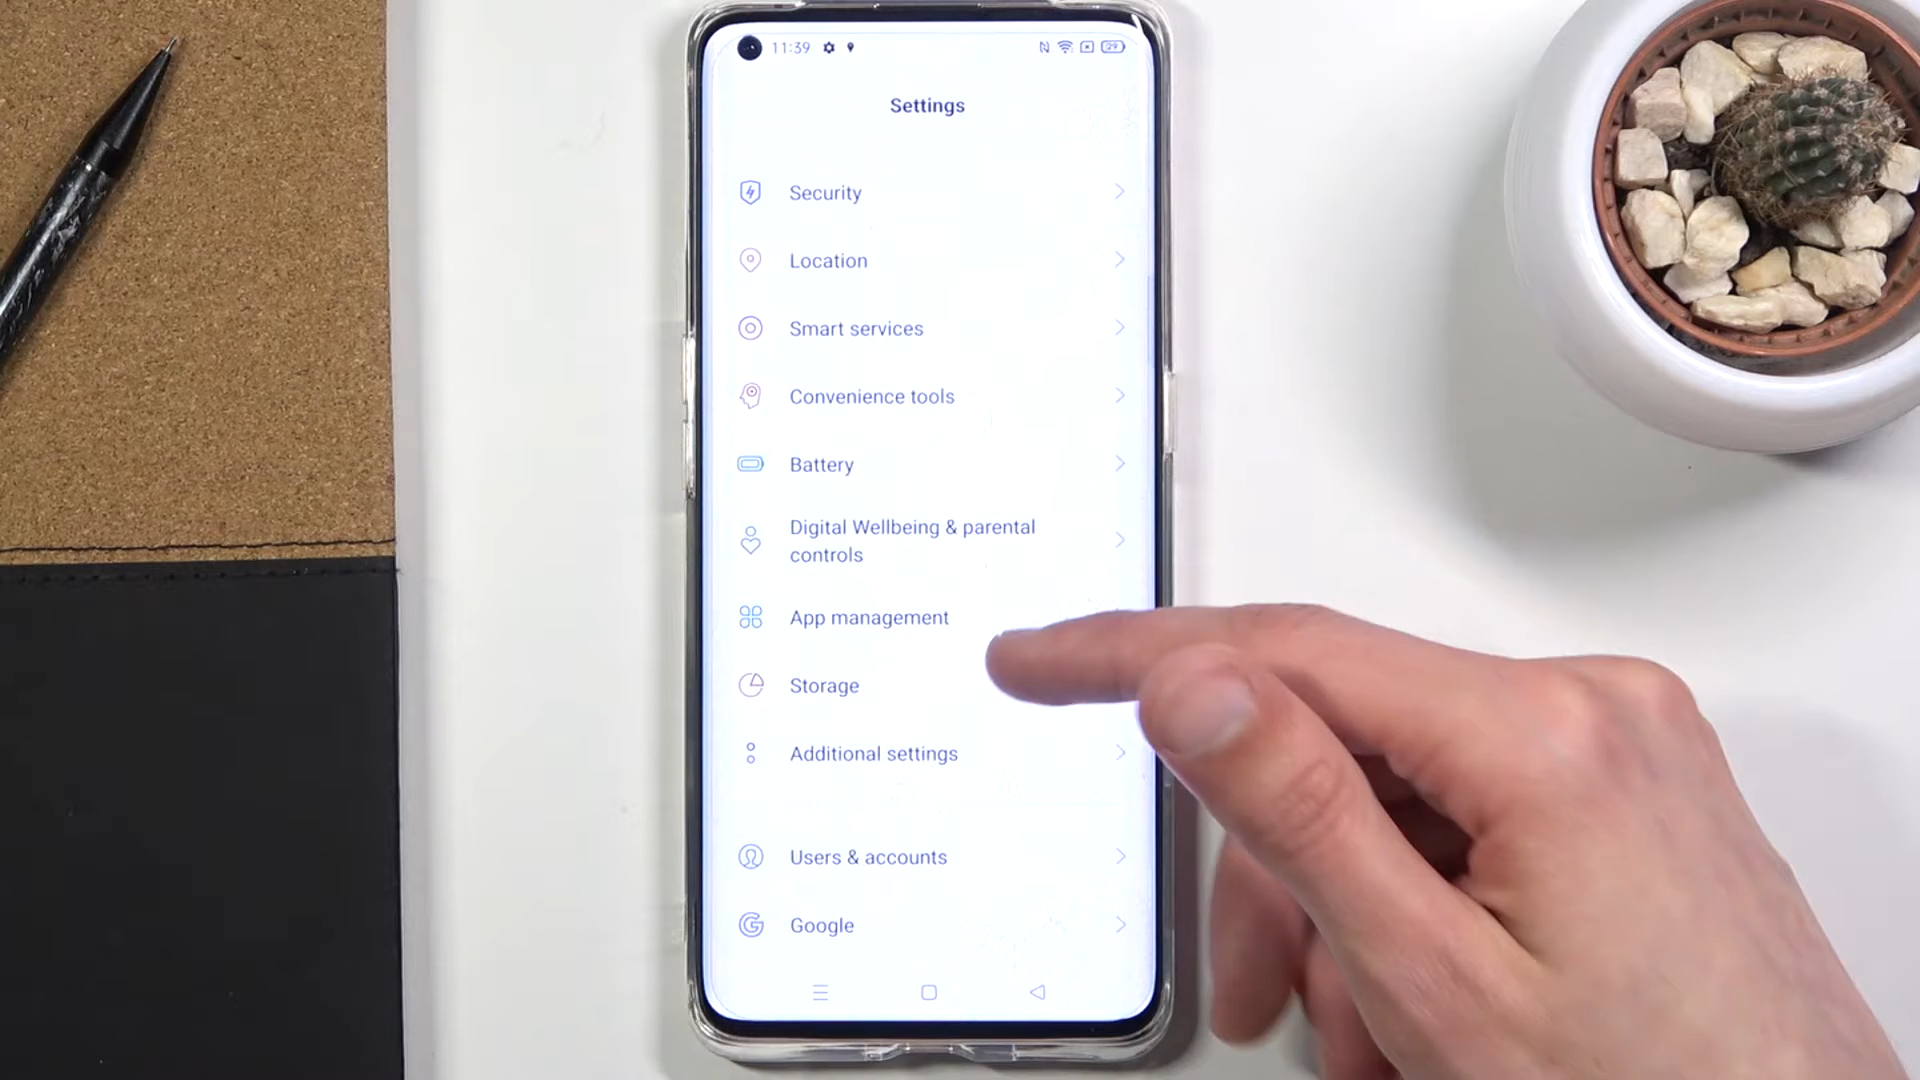 11:39
29
Settings
Security
Location
Smart services
Convenience tools
Battery
Digital Wellbeing & parental
controls
App management
Storage
Additional settings
Users & accounts
Google